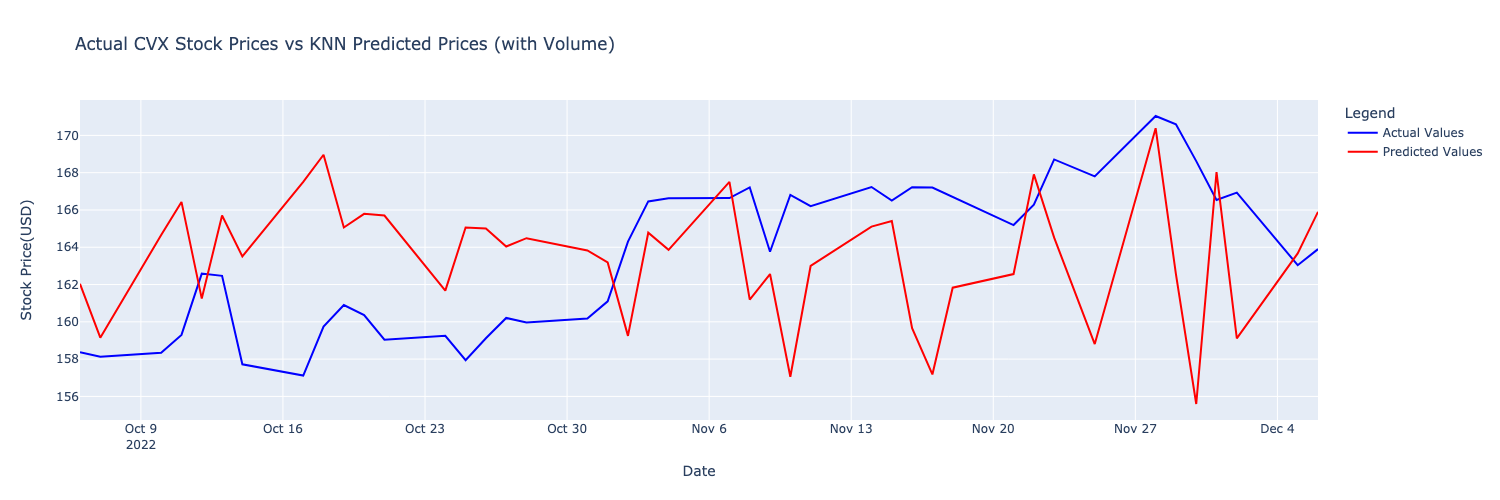 Actual CVX Stock Prices vs KNN Predicted Prices (with Volume)
Legend
Actual Values
Predicted Values
Stock Price(USD)
170
168
166
164
162
160
158
156
Oct 9
2022
Oct 16
Oct 23
Oct 30
Nov 6
Nov 13
Nov 20
Nov 27
Dec 4
Date